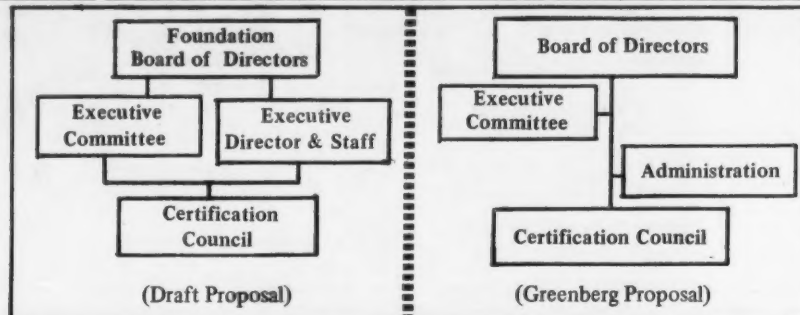 Foundation
Board of Directors
Executive
Committee
Executive
Director & Staff
Certification
Council
(Draft Proposal)
Board of Directors
Executive
Committee
Administration
Certification Council
(Greenberg Proposal)